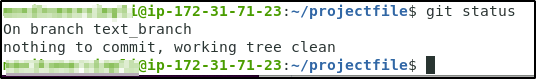 @ip-172-31-71-23:~/projectfile$ git status
On branch text_branch
nothing to commit, working tree clean
@ip-172-31-71-23:~/projectfile$